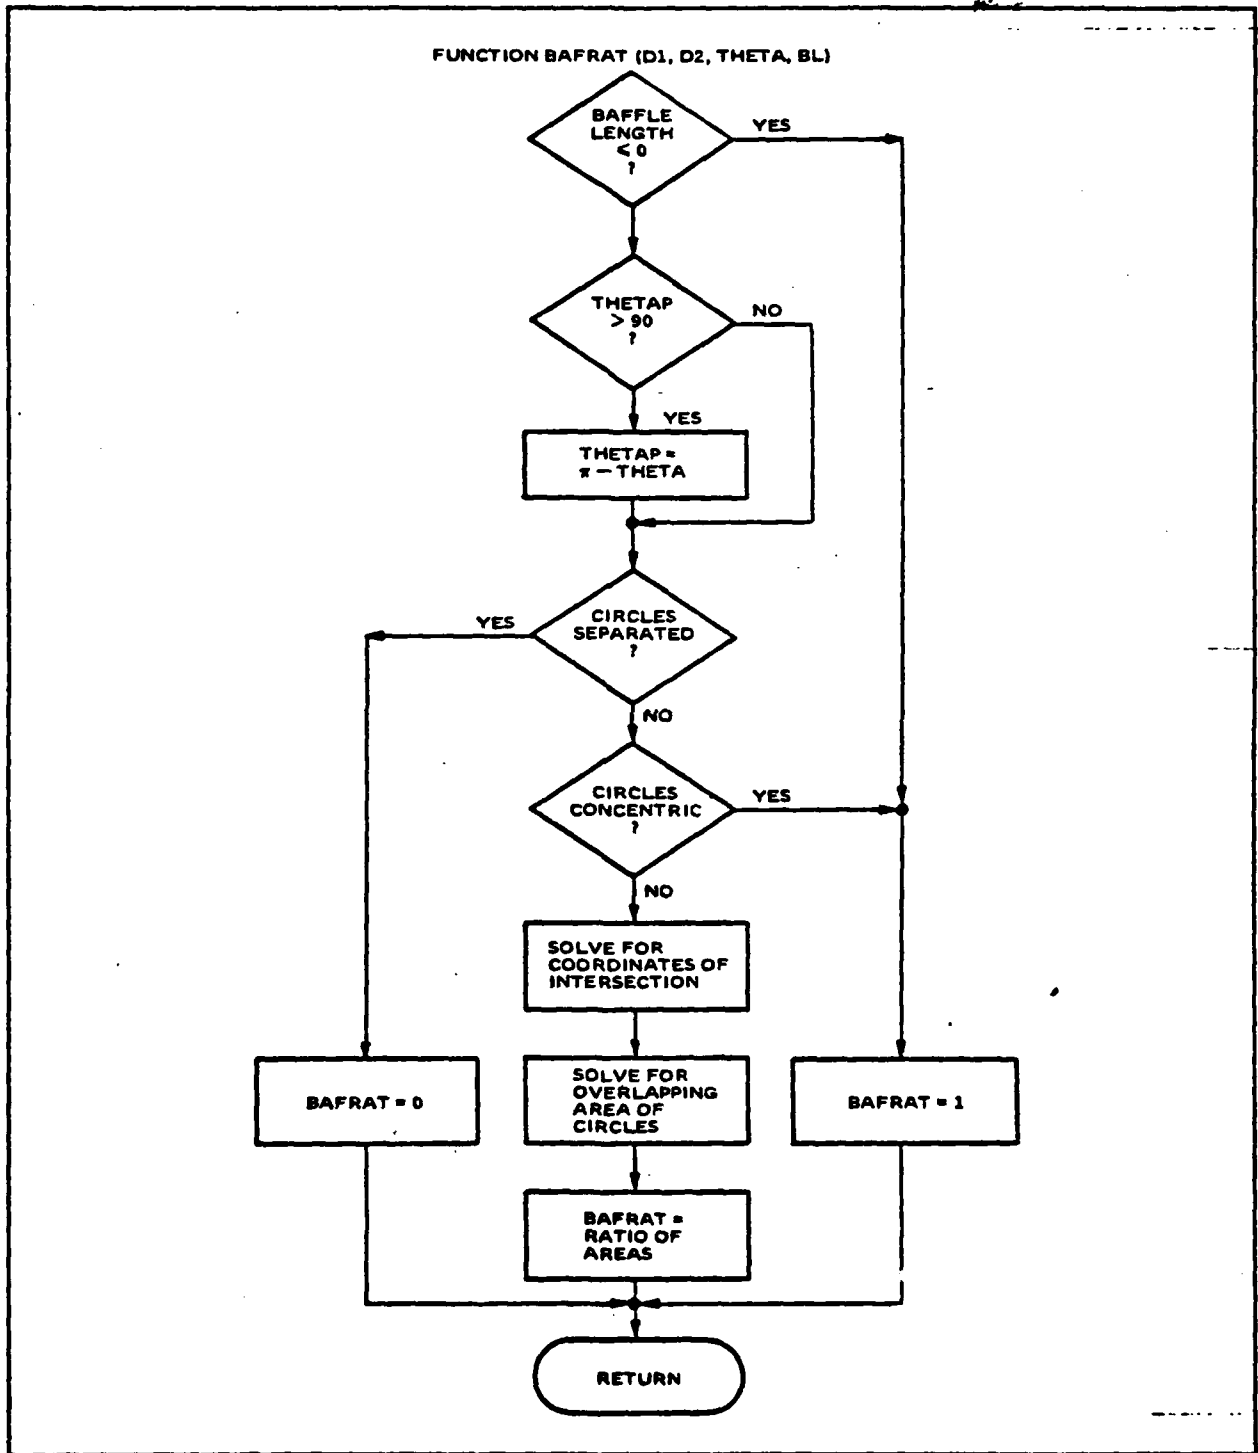 FUNCTION BAFRAT (D1, D2, THETA, BL)
BAFFLE
LENGTH
< 0
?
YES
THETAP
> 90
?
NO
YES
THETAP =
π — THETA
CIRCLES
SEPARATED
?
YES
NO
CIRCLES
CONCENTRIC
?
YES
NO
SOLVE FOR
COORDINATES OF
INTERSECTION
BAFRAT = 0
SOLVE FOR
OVERLAPPING
AREA OF
CIRCLES
BAFRAT = 1
BAFRAT =
RATIO OF
AREAS
RETURN